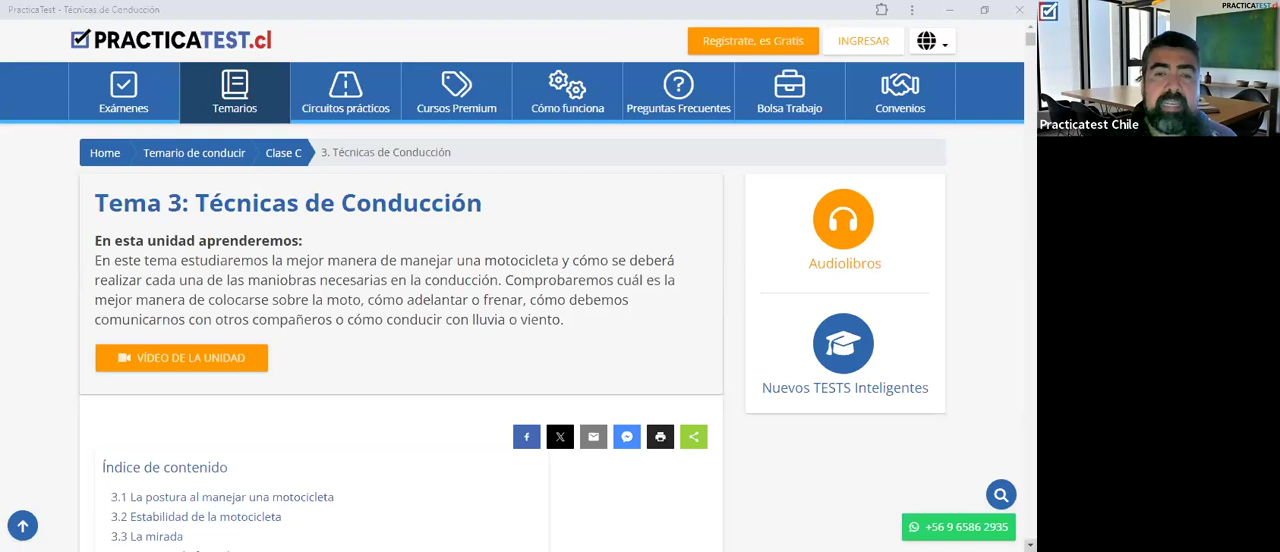 PracticaTest - Técnicas de Conducción
PRACTICATEST.cl
Regístrate, es Gratis
INGRESAR
Exámenes
Temarios
Circuitos prácticos
Cursos Premium
Cómo funciona
Preguntas Frecuentes
Bolsa Trabajo
Convenios
Home
Temario de conducir
Clase C
3. Técnicas de Conducción
Tema 3: Técnicas de Conducción
En esta unidad aprenderemos:
En este tema estudiaremos la mejor manera de manejar una motocicleta y cómo se deberá
realizar cada una de las maniobras necesarias en la conducción. Comprobaremos cuál es la
mejor manera de colocarse sobre la moto, cómo adelantar o frenar, cómo debemos
comunicarnos con otros compañeros o cómo conducir con lluvia o viento.
VÍDEO DE LA UNIDAD
Audiolibros
Nuevos TESTS Inteligentes
Índice de contenido
3.1 La postura al manejar una motocicleta
3.2 Estabilidad de la motocicleta
3.3 La mirada
+56 9 6586 2935
PRACTICATEST.cl
Practicatest Chile